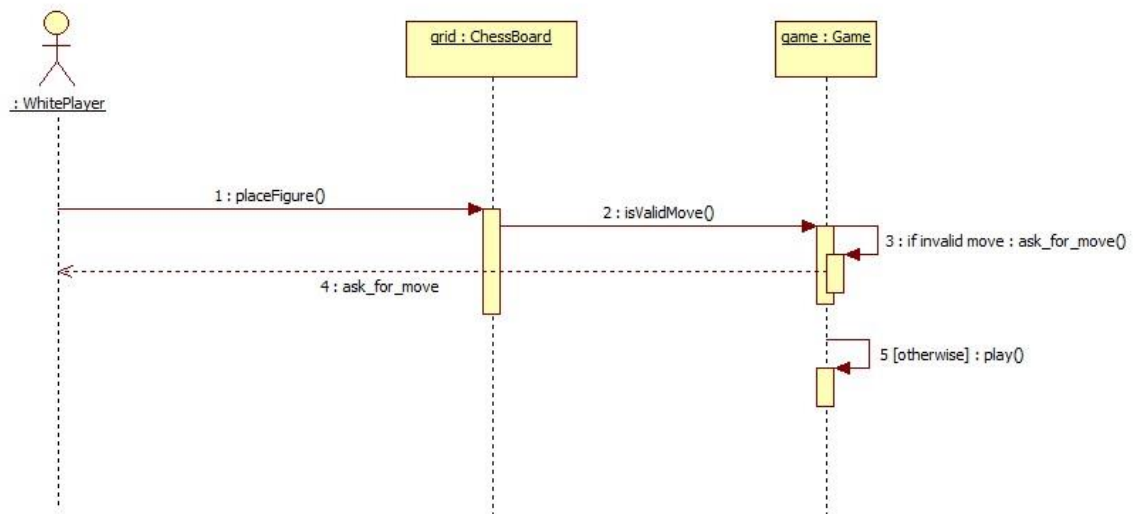 grid : ChessBoard
game : Game
: WhitePlayer
1 : placeFigure()
2 : isValidMove()
3 : if invalid move : ask_for_move()
4 : ask_for_move
5 [otherwise] : play()